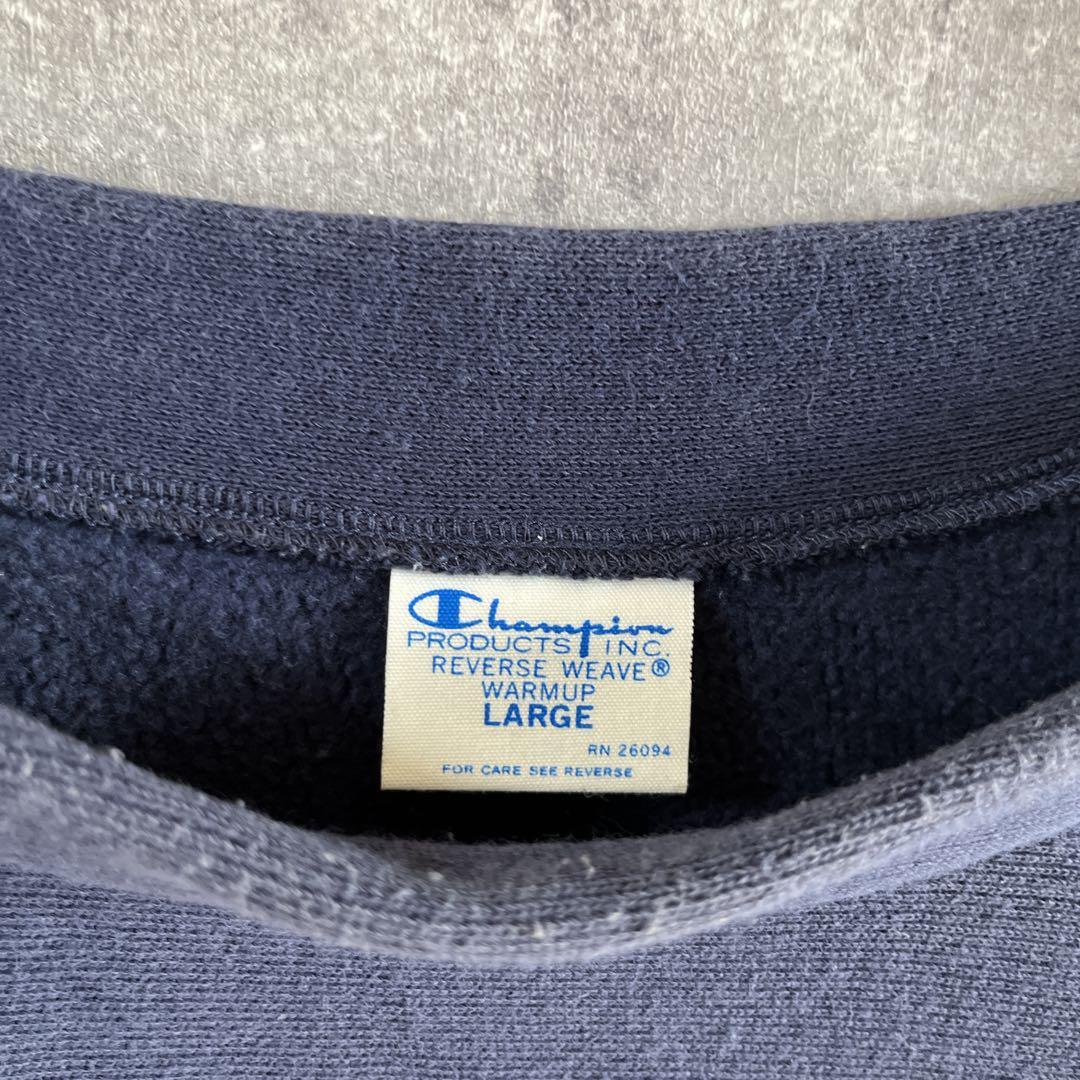 Champion
PRODUCTS INC.
REVERSE WEAVE®
WARMUP
LARGE
RN 26094
FOR CARE SEE REVERSE